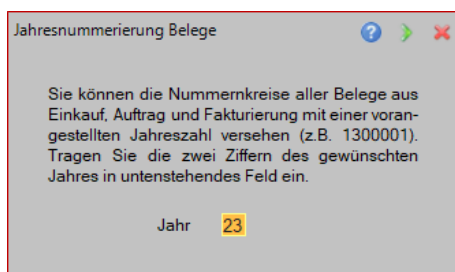 Jahresnummerierung Belege
Sie können die Nummernkreise aller Belege aus
Einkauf, Auftrag und Fakturierung mit einer voran-
gestellten Jahreszahl versehen (z.B. 1300001).
Tragen Sie die zwei Ziffern des gewünschten
Jahres in untenstehendes Feld ein.
Jahr 23